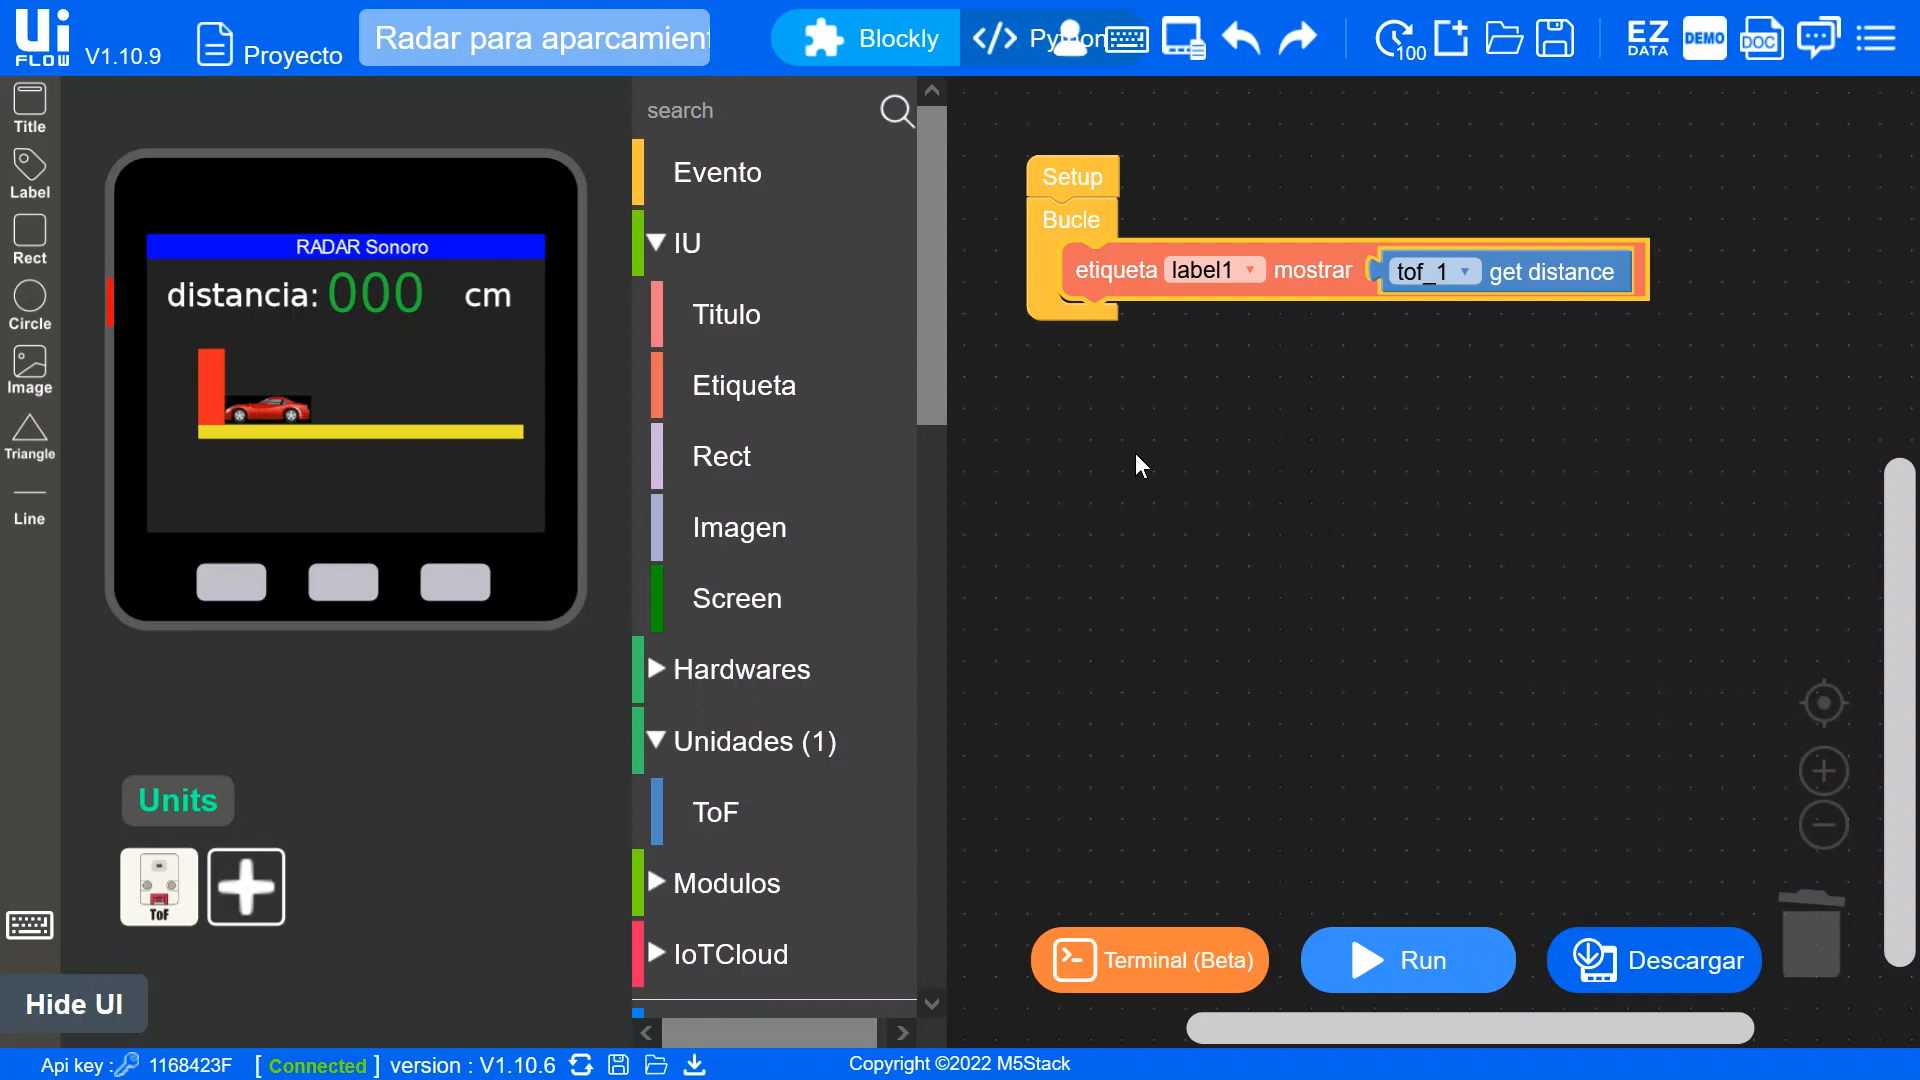 Ui
FLOW
V1.10.9
Proyecto
Radar para aparcamien
Blockly
</> Python
100
EZ
DATA
DEMO
DOC
Title
Label
Rect
Circle
Image
Triangle
Line
RADAR Sonoro
distancia: 000 cm
Units
ToF
Hide UI
search
Evento
IU
Titulo
Etiqueta
Rect
Imagen
Screen
Hardwares
Unidades (1)
ToF
Modulos
IoTCloud
Setup
Bucle
etiqueta label1 mostrar tof_1 get distance
Terminal (Beta)
Run
Descargar
Api key : 1168423F [ Connected ] version : V1.10.6
Copyright ©2022 M5Stack